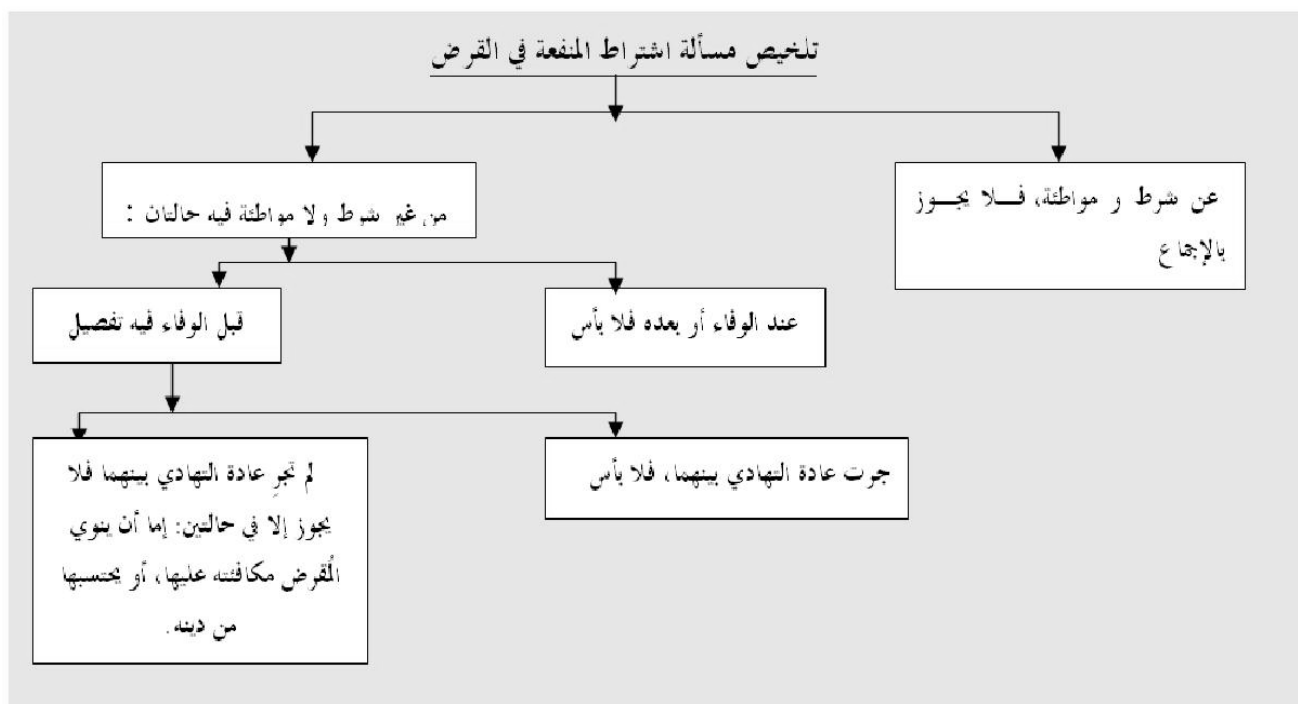 تلخيص مسألة اشتراط المنفعة في القرض
عن شرط و مواطئة، فـــلا يجـــوز
بالإجماع
من غير شرط ولا مواطئة فيه حالتان :
عند الوفاء أو بعده فلا بأس
قبل الوفاء فيه تفصيل
جرت عادة التهادي بينهما، فلا بأس
لم تجرِ عادة التهادي بينهما فلا
يجوز إلا في حالتين: إما أن ينوي
المُقرض مكافئته عليها، أو يحتسبها
من دينه.